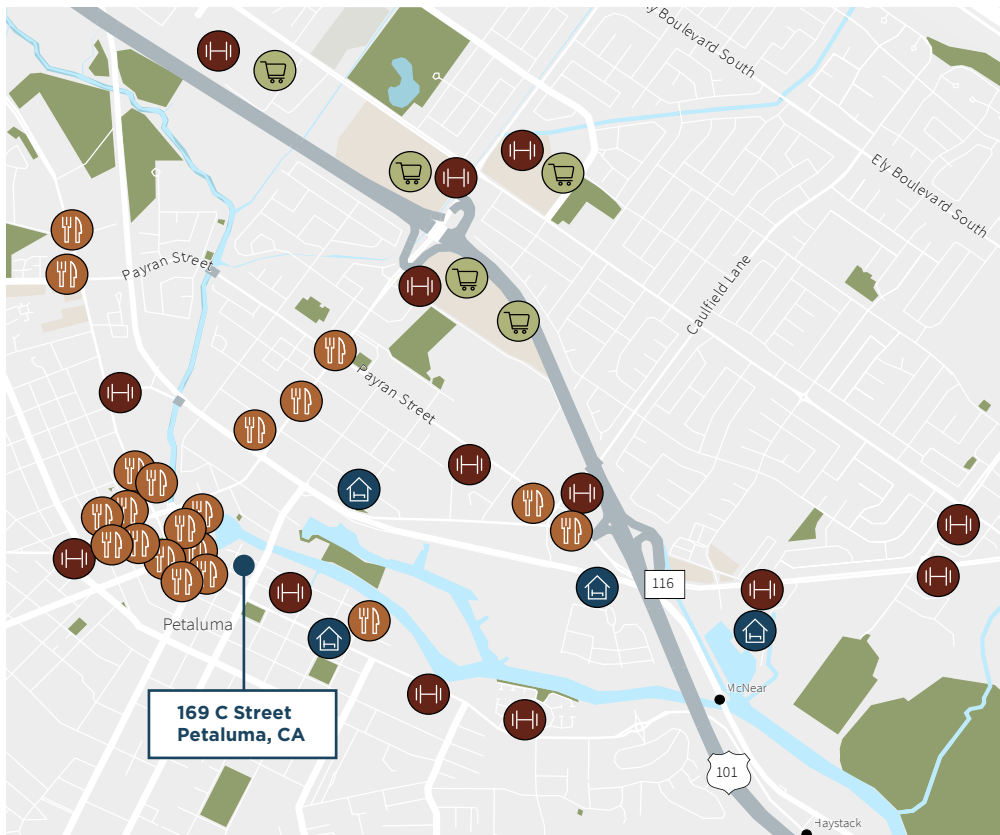 y Boulevard South
Ely Boulevard South
Payran Street
Caulfield Lane
Payran Street
116
Petaluma
McNear
169 C Street
Petaluma, CA
101
Haystack